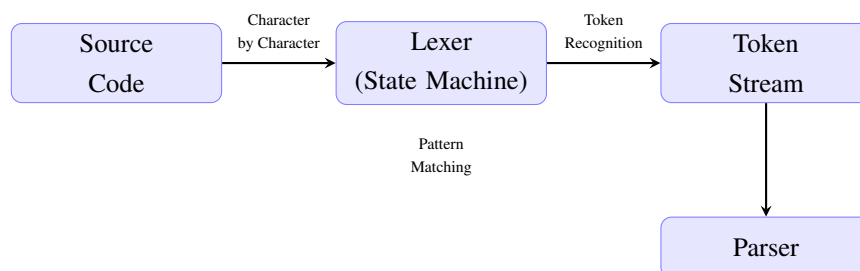 Source
Code
Character
by Character
Lexer
(State Machine)
Token
Recognition
Token
Stream
Pattern
Matching
Parser